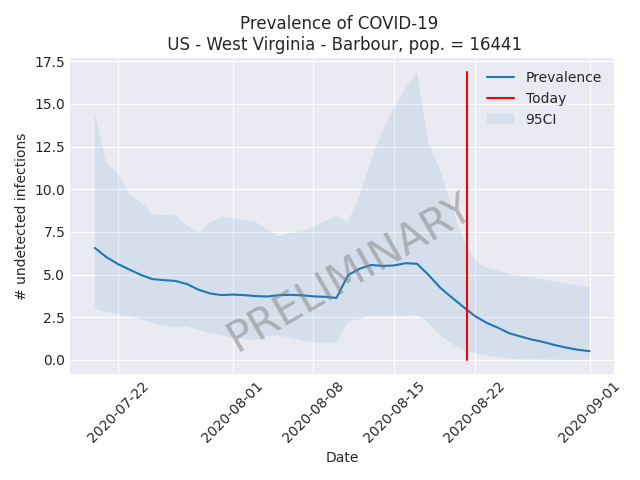 Prevalence of COVID-19
US - West Virginia - Barbour, pop. = 16441
# undetected infections
17.5
15.0
12.5
10.0
7.5
5.0
2.5
0.0
Prevalence
Today
95CI
PRELIMINARY
2020-07-22
2020-08-01
2020-08-08
2020-08-15
2020-08-22
2020-09-01
Date